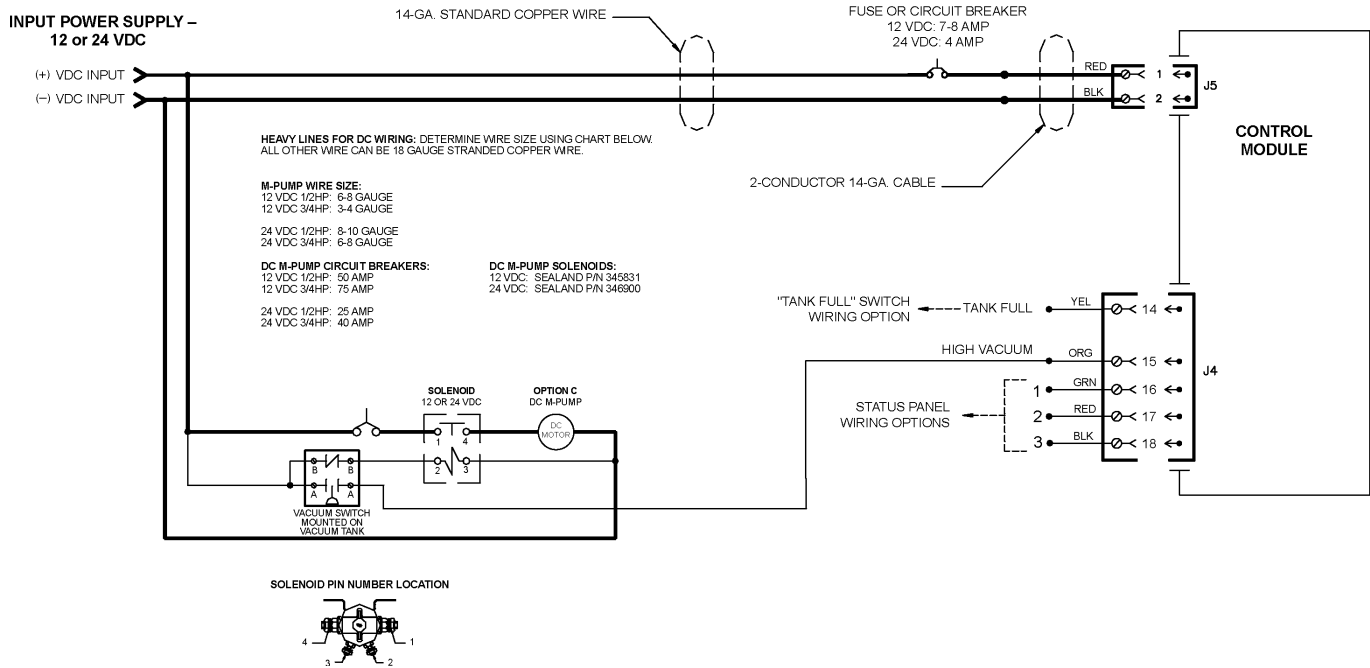 INPUT POWER SUPPLY –
12 or 24 VDC
14-GA. STANDARD COPPER WIRE
FUSE OR CIRCUIT BREAKER
12 VDC: 7-8 AMP
24 VDC: 4 AMP
(+) VDC INPUT
(–) VDC INPUT
RED
1
BLK
2
J5
CONTROL
MODULE
HEAVY LINES FOR DC WIRING: DETERMINE WIRE SIZE USING CHART BELOW.
ALL OTHER WIRE CAN BE 18 GAUGE STRANDED COPPER WIRE.
2-CONDUCTOR 14-GA. CABLE
M-PUMP WIRE SIZE:
12 VDC 1/2HP: 6-8 GAUGE
12 VDC 3/4HP: 3-4 GAUGE
24 VDC 1/2HP: 8-10 GAUGE
24 VDC 3/4HP: 6-8 GAUGE
DC M-PUMP CIRCUIT BREAKERS:
12 VDC 1/2HP: 50 AMP
12 VDC 3/4HP: 75 AMP
24 VDC 1/2HP: 25 AMP
24 VDC 3/4HP: 40 AMP
DC M-PUMP SOLENOIDS:
12 VDC: SEALAND P/N 345831
24 VDC: SEALAND P/N 346900
"TANK FULL" SWITCH
WIRING OPTION
TANK FULL
YEL
14
HIGH VACUUM
ORG
15
J4
STATUS PANEL
WIRING OPTIONS
1
GRN
16
2
RED
17
3
BLK
18
SOLENOID
12 OR 24 VDC
OPTION C
DC M-PUMP
DC
MOTOR
1
4
2
3
B
B
A
A
VACUUM SWITCH
MOUNTED ON
VACUUM TANK
SOLENOID PIN NUMBER LOCATION
4
1
3
2